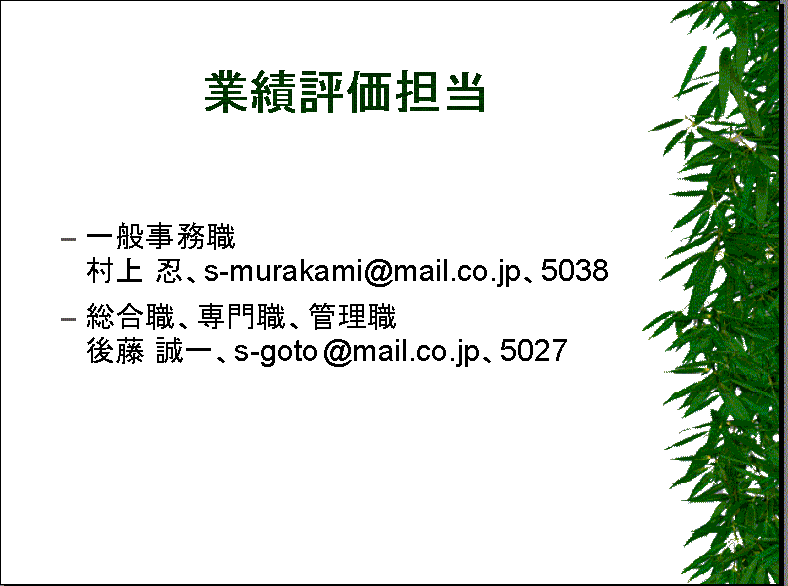 業績評価担当
– 一般事務職
村上 忍、s-murakami@mail.co.jp、5038
– 総合職、専門職、管理職
後藤 誠一、s-goto@mail.co.jp、5027